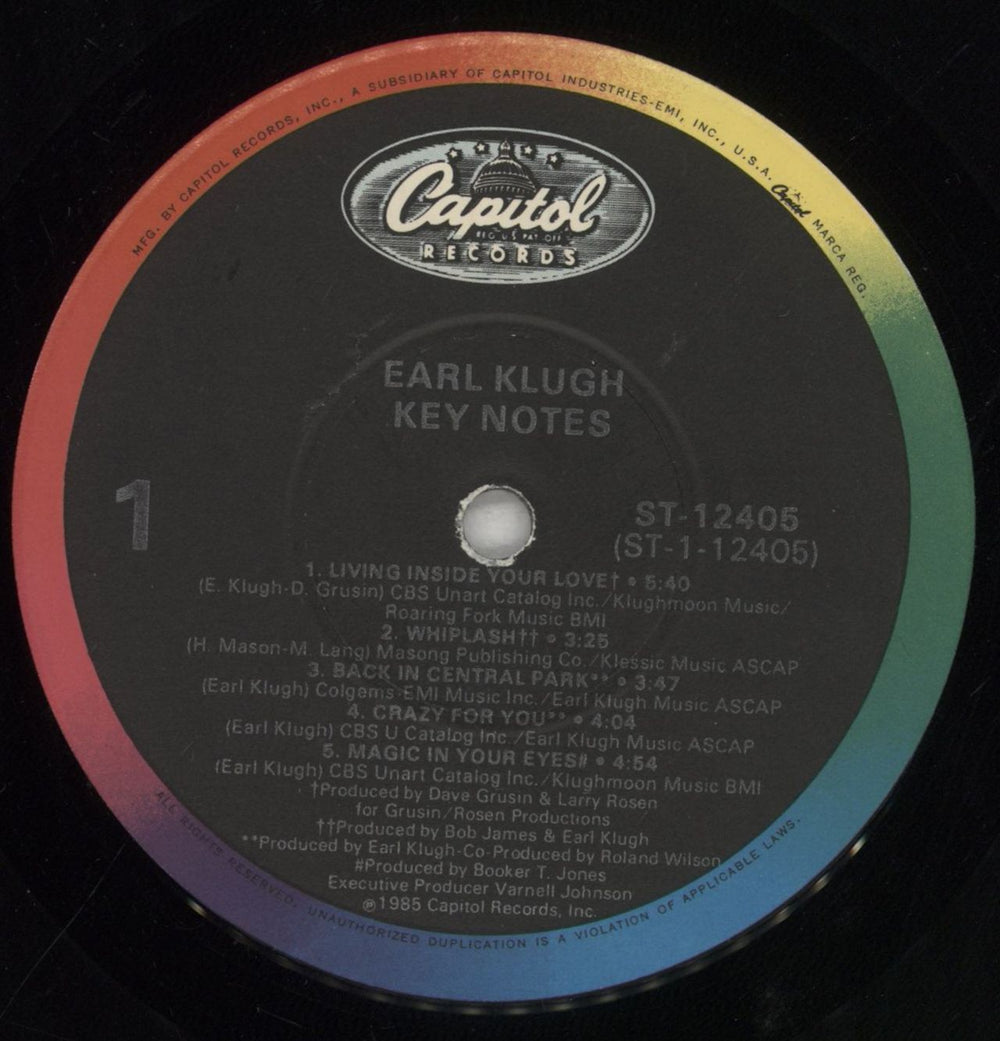 MFG. BY CAPITOL RECORDS, INC., A SUBSIDIARY OF CAPITOL INDUSTRIES-EMI, INC., U.S.A. Capitol MARCA REG.
Capitol
REG. U.S. PAT. OFF.
RECORDS
EARL KLUGH
KEY NOTES
1
ST-12405
(ST-1-12405)
1. LIVING INSIDE YOUR LOVE† • 5:40
(E. Klugh-D. Grusin) CBS Unart Catalog Inc./Klughmoon Music/
Roaring Fork Music BMI
2. WHIPLASH†† • 3:25
(H. Mason-M. Lang) Masong Publishing Co./Klessic Music ASCAP
3. BACK IN CENTRAL PARK** • 3:47
(Earl Klugh) Colgems-EMI Music Inc./Earl Klugh Music ASCAP
4. CRAZY FOR YOU** • 4:04
(Earl Klugh) CBS U Catalog Inc./Earl Klugh Music ASCAP
5. MAGIC IN YOUR EYES# • 4:54
(Earl Klugh) CBS Unart Catalog Inc./Klughmoon Music BMI
†Produced by Dave Grusin & Larry Rosen
for Grusin/Rosen Productions
††Produced by Bob James & Earl Klugh
**Produced by Earl Klugh-Co-Produced by Roland Wilson
#Produced by Booker T. Jones
Executive Producer Varnell Johnson
℗1985 Capitol Records, Inc.
ALL RIGHTS RESERVED. UNAUTHORIZED DUPLICATION IS A VIOLATION OF APPLICABLE LAWS.